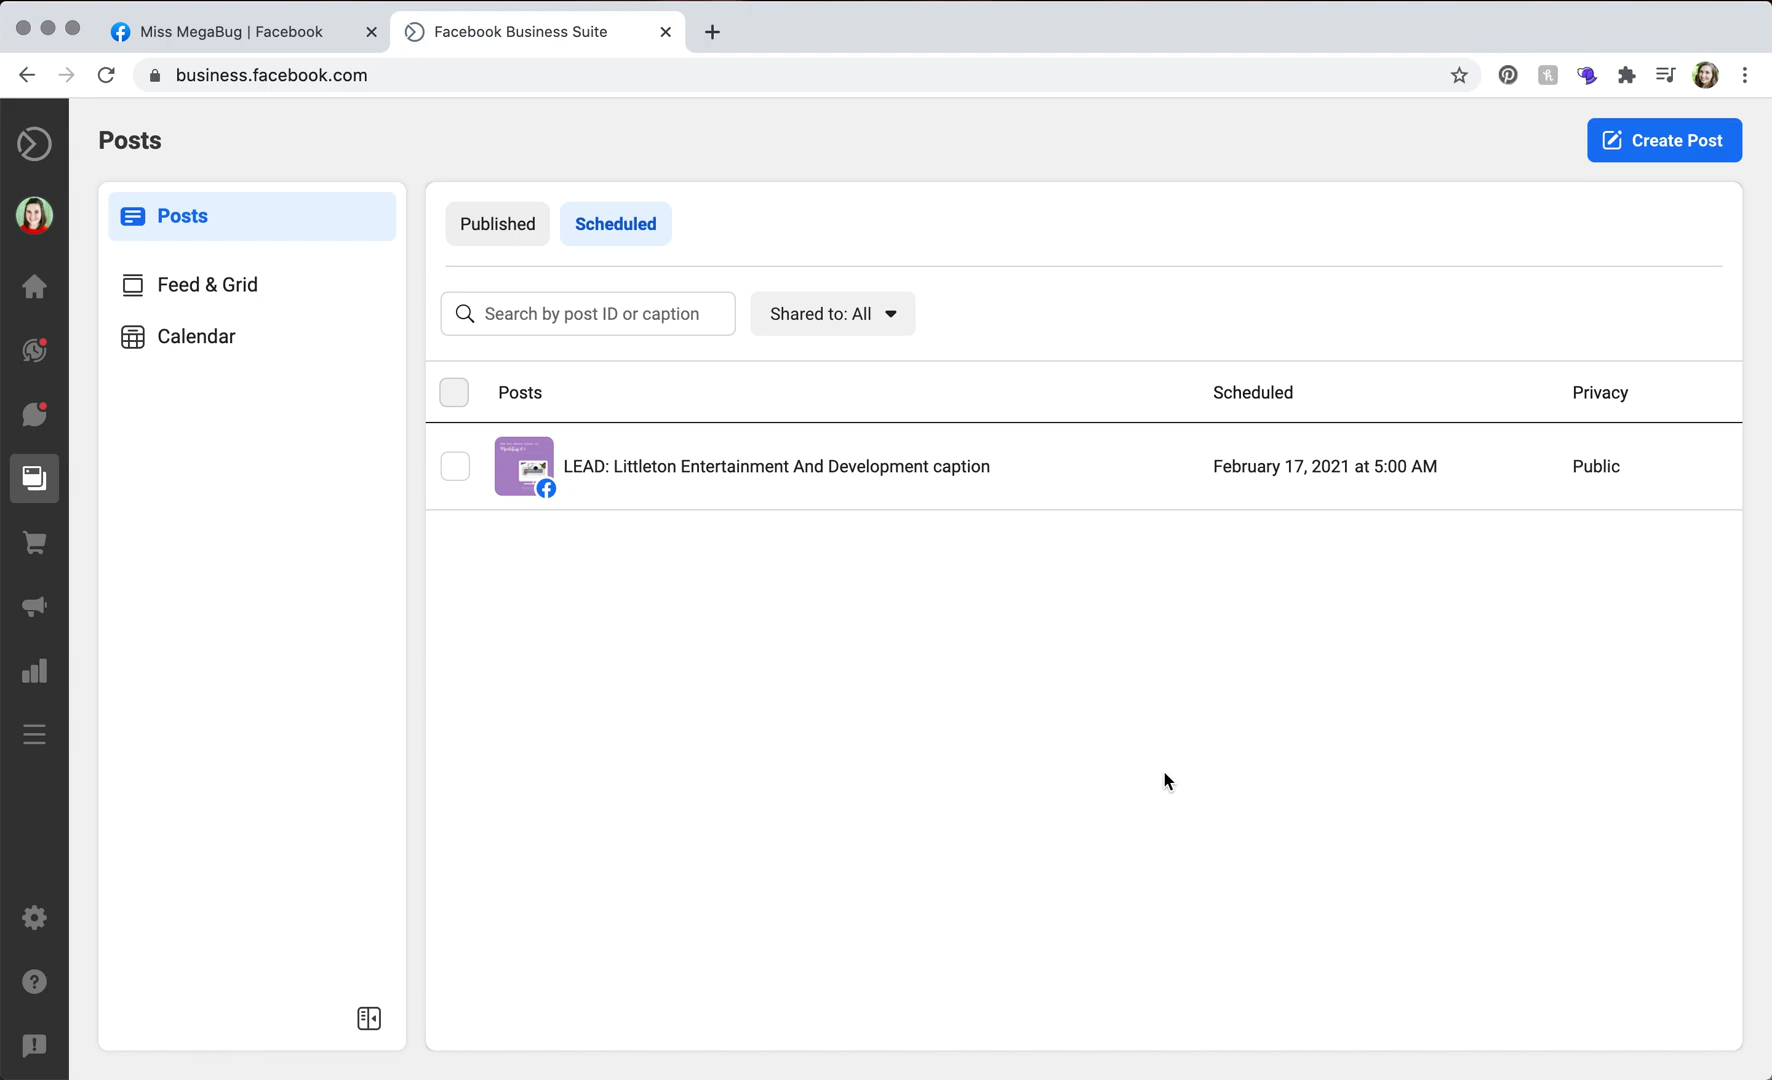 Miss MegaBug | Facebook
Facebook Business Suite
business.facebook.com
Posts
Create Post
Posts
Feed & Grid
Calendar
Published
Scheduled
Search by post ID or caption
Shared to: All
Posts
Scheduled
Privacy
LEAD: Littleton Entertainment And Development caption
February 17, 2021 at 5:00 AM
Public